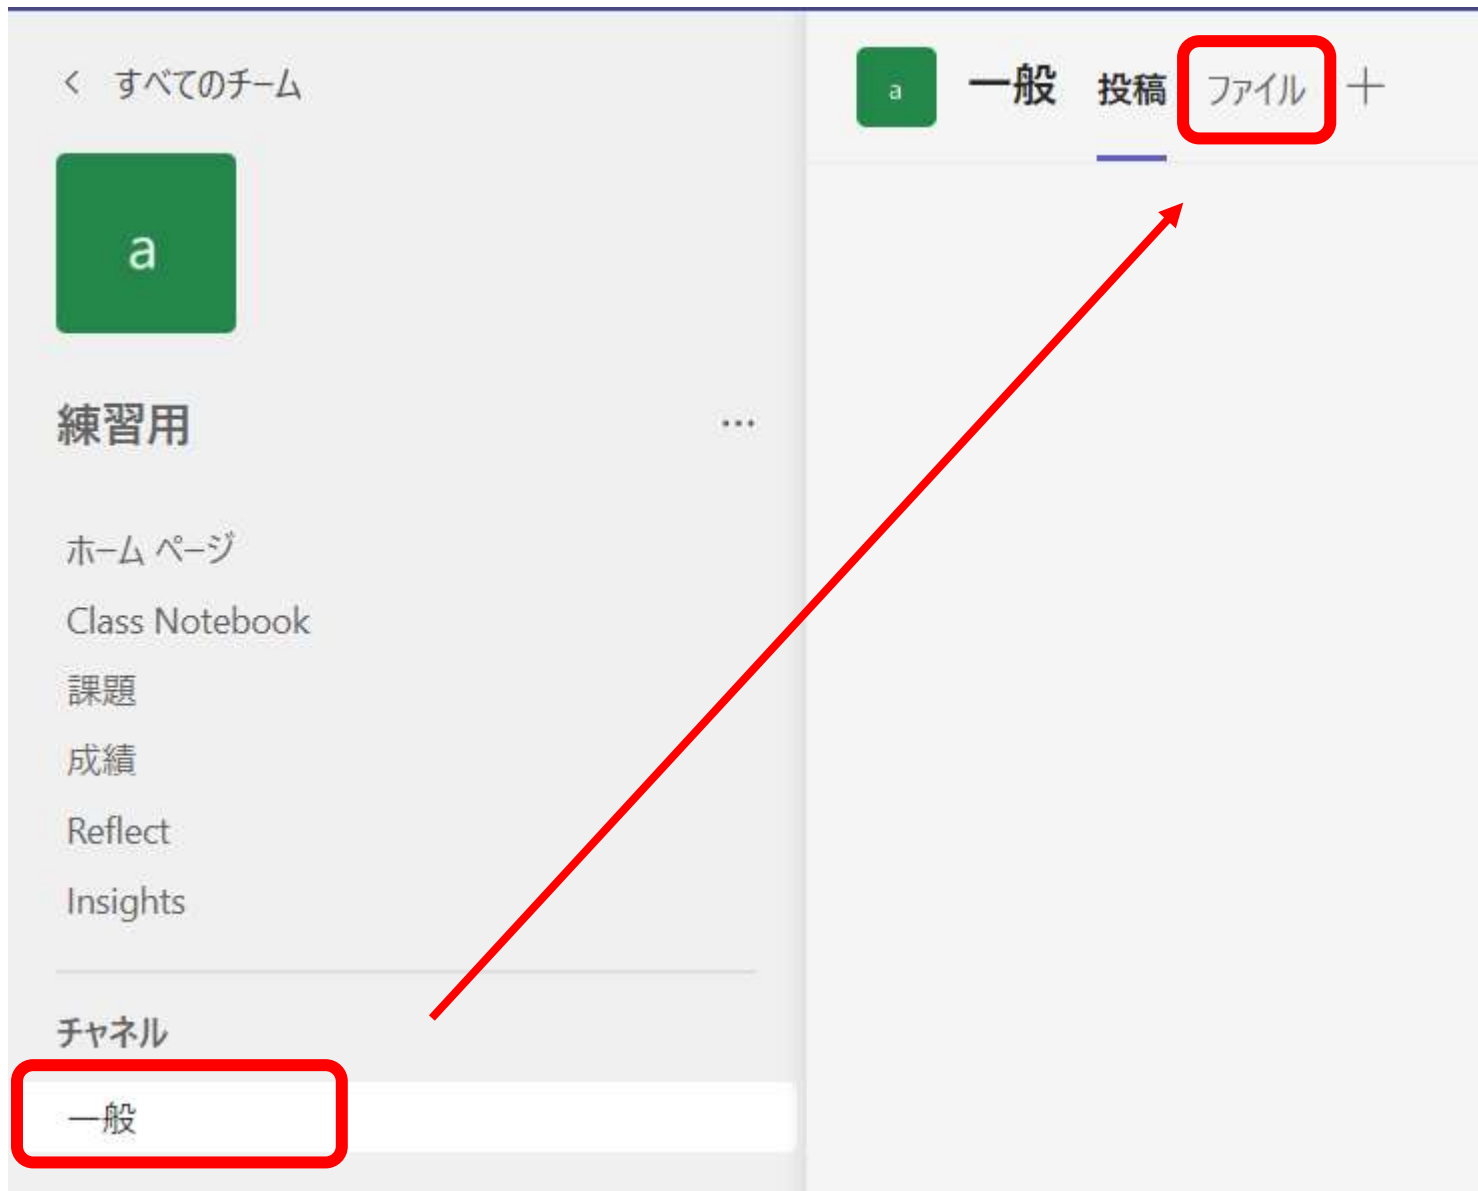 すべてのチーム
a
練習用
ホーム ページ
Class Notebook
課題
成績
Reflect
Insights
チャネル
一般
a 一般 投稿 ファイル